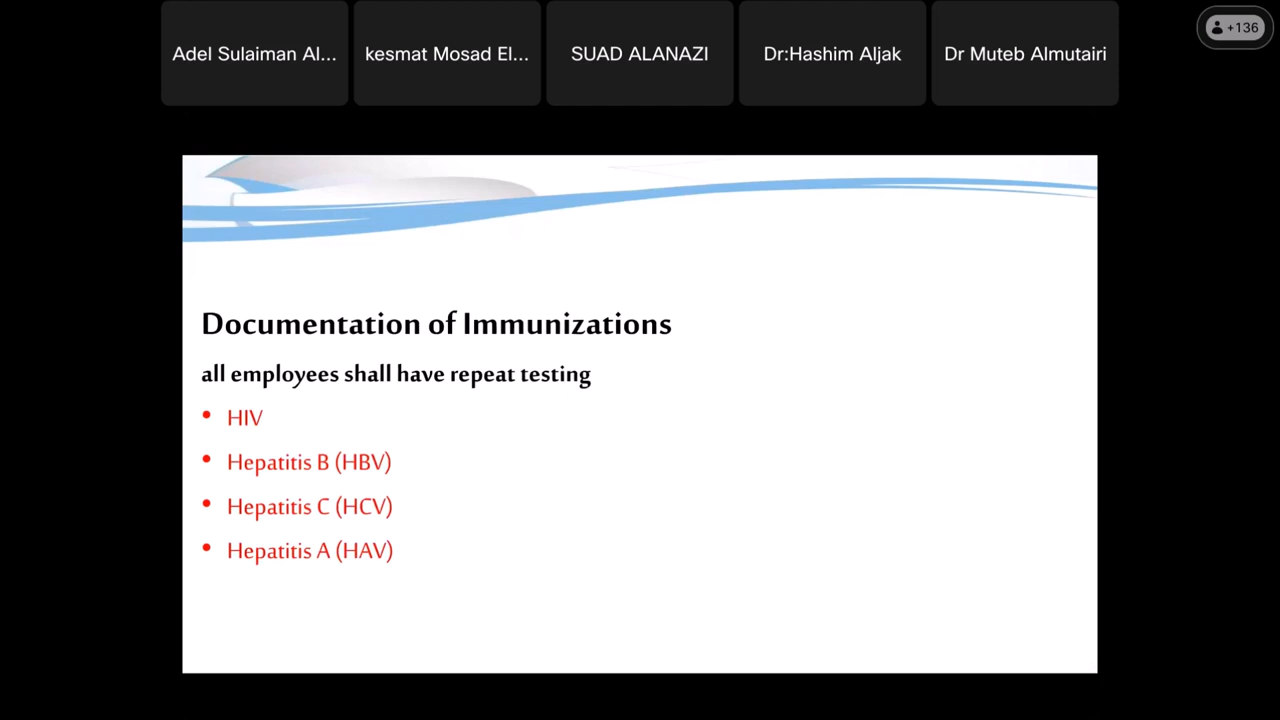 Adel Sulaiman Al...
kesmat Mosad El...
SUAD ALANAZI
Dr:Hashim Aljak
Dr Muteb Almutairi
+136
Documentation of Immunizations
all employees shall have repeat testing
• HIV
• Hepatitis B (HBV)
• Hepatitis C (HCV)
• Hepatitis A (HAV)